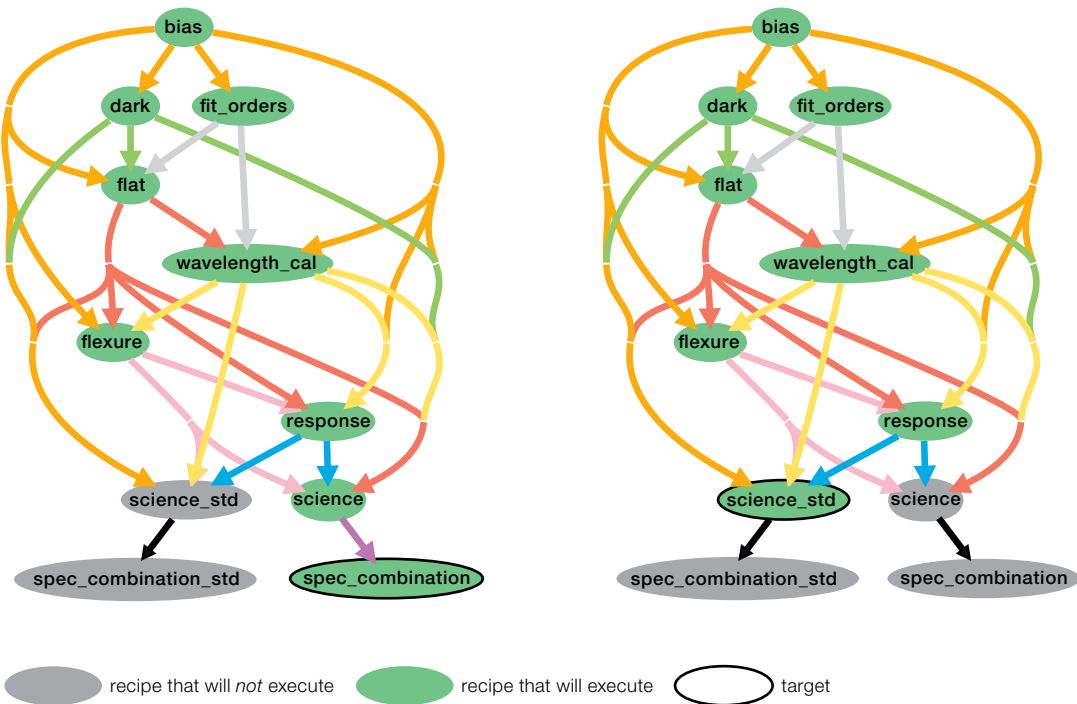 bias
dark
fit_orders
flat
wavelength_cal
flexure
response
science_std
science
spec_combination_std
spec_combination
bias
dark
fit_orders
flat
wavelength_cal
flexure
response
science_std
science
spec_combination_std
spec_combination
recipe that will not execute
recipe that will execute
target